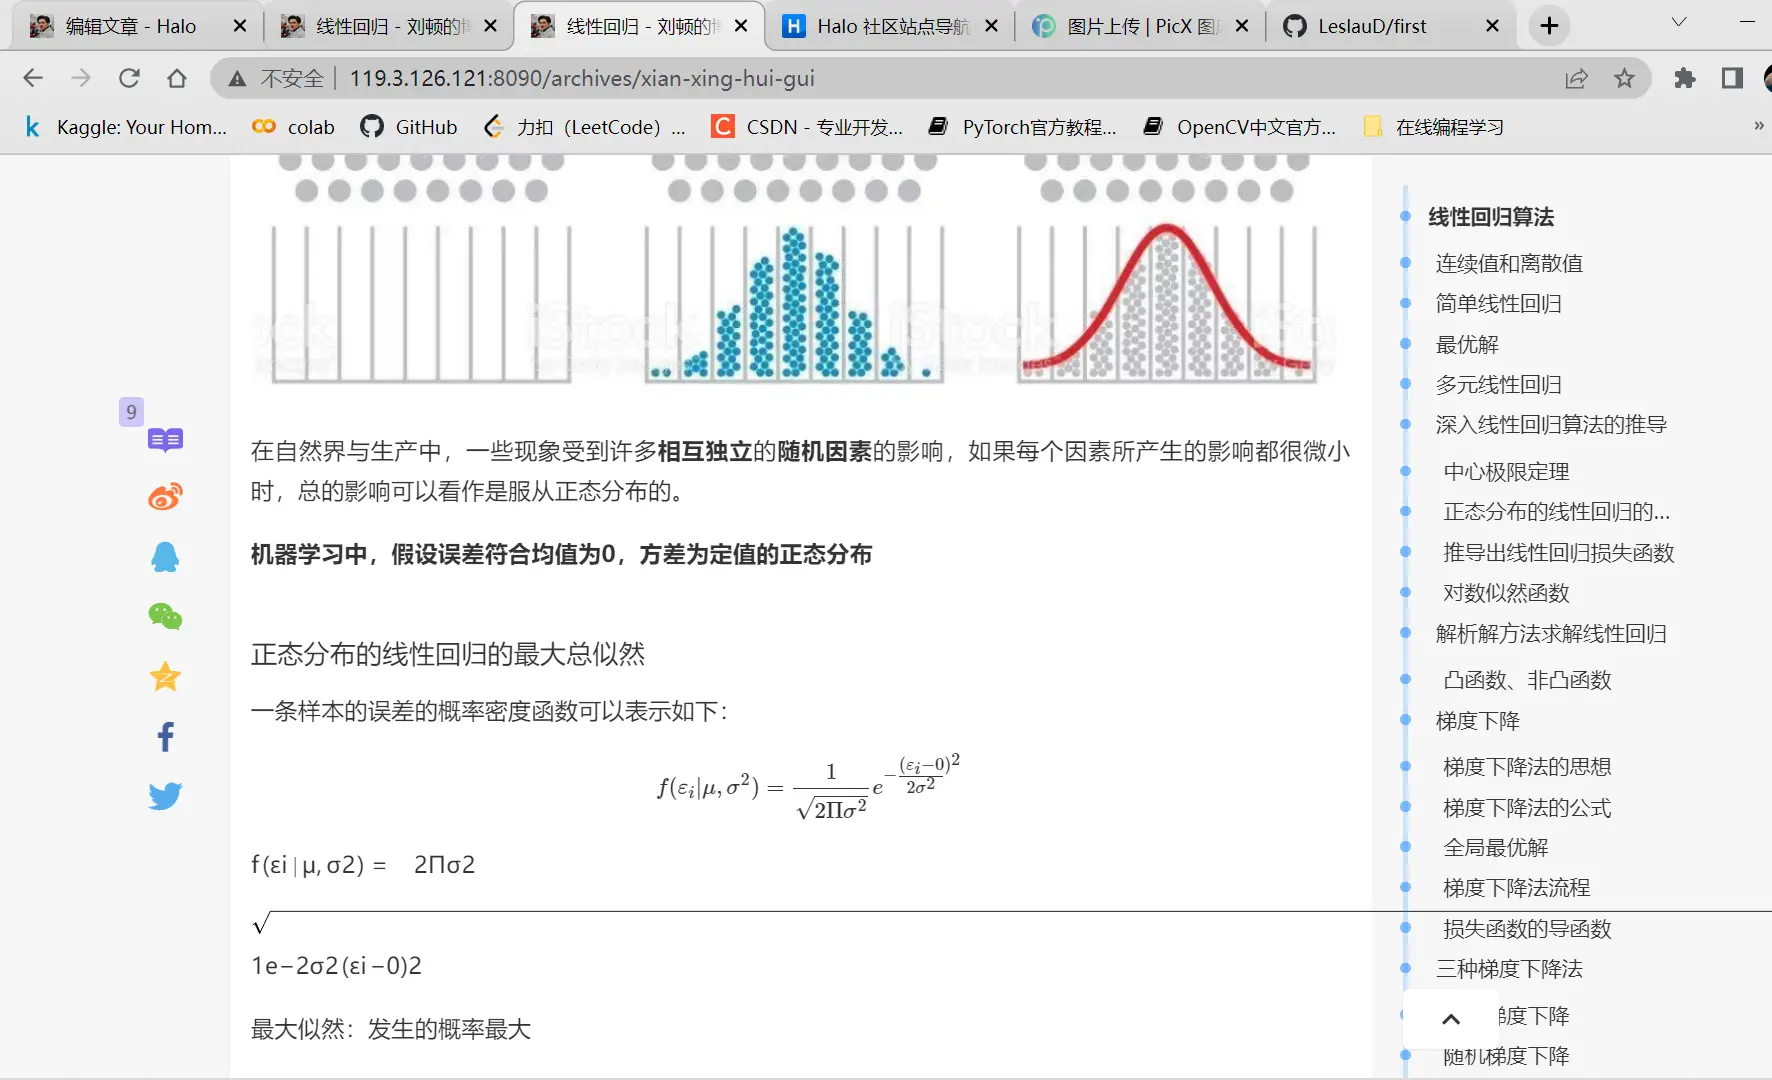 编辑文章 - Halo
线性回归 - 刘顿的博
线性回归 - 刘顿的博
Halo 社区站点导航
图片上传 | PicX 图
LeslauD/first
不安全 | 119.3.126.121:8090/archives/xian-xing-hui-gui
Kaggle: Your Hom...
colab
GitHub
力扣（LeetCode）...
CSDN - 专业开发...
PyTorch官方教程...
OpenCV中文官方...
在线编程学习
»
iStock
9
在自然界与生产中，一些现象受到许多相互独立的随机因素的影响，如果每个因素所产生的影响都很微小
时，总的影响可以看作是服从正态分布的。
机器学习中，假设误差符合均值为0，方差为定值的正态分布
正态分布的线性回归的最大总似然
一条样本的误差的概率密度函数可以表示如下：
f(ε_i|μ, σ^2) = \frac{1}{\sqrt{2Πσ^2}} e^{-\frac{(ε_i-0)^2}{2σ^2}}
f(εi∣μ,σ2) = 2Πσ2
√
1e−2σ2(εi−0)2
最大似然：发生的概率最大
线性回归算法
连续值和离散值
简单线性回归
最优解
多元线性回归
深入线性回归算法的推导
中心极限定理
正态分布的线性回归的...
推导出线性回归损失函数
对数似然函数
解析解方法求解线性回归
凸函数、非凸函数
梯度下降
梯度下降法的思想
梯度下降法的公式
全局最优解
梯度下降法流程
损失函数的导函数
三种梯度下降法
梯度下降
随机梯度下降